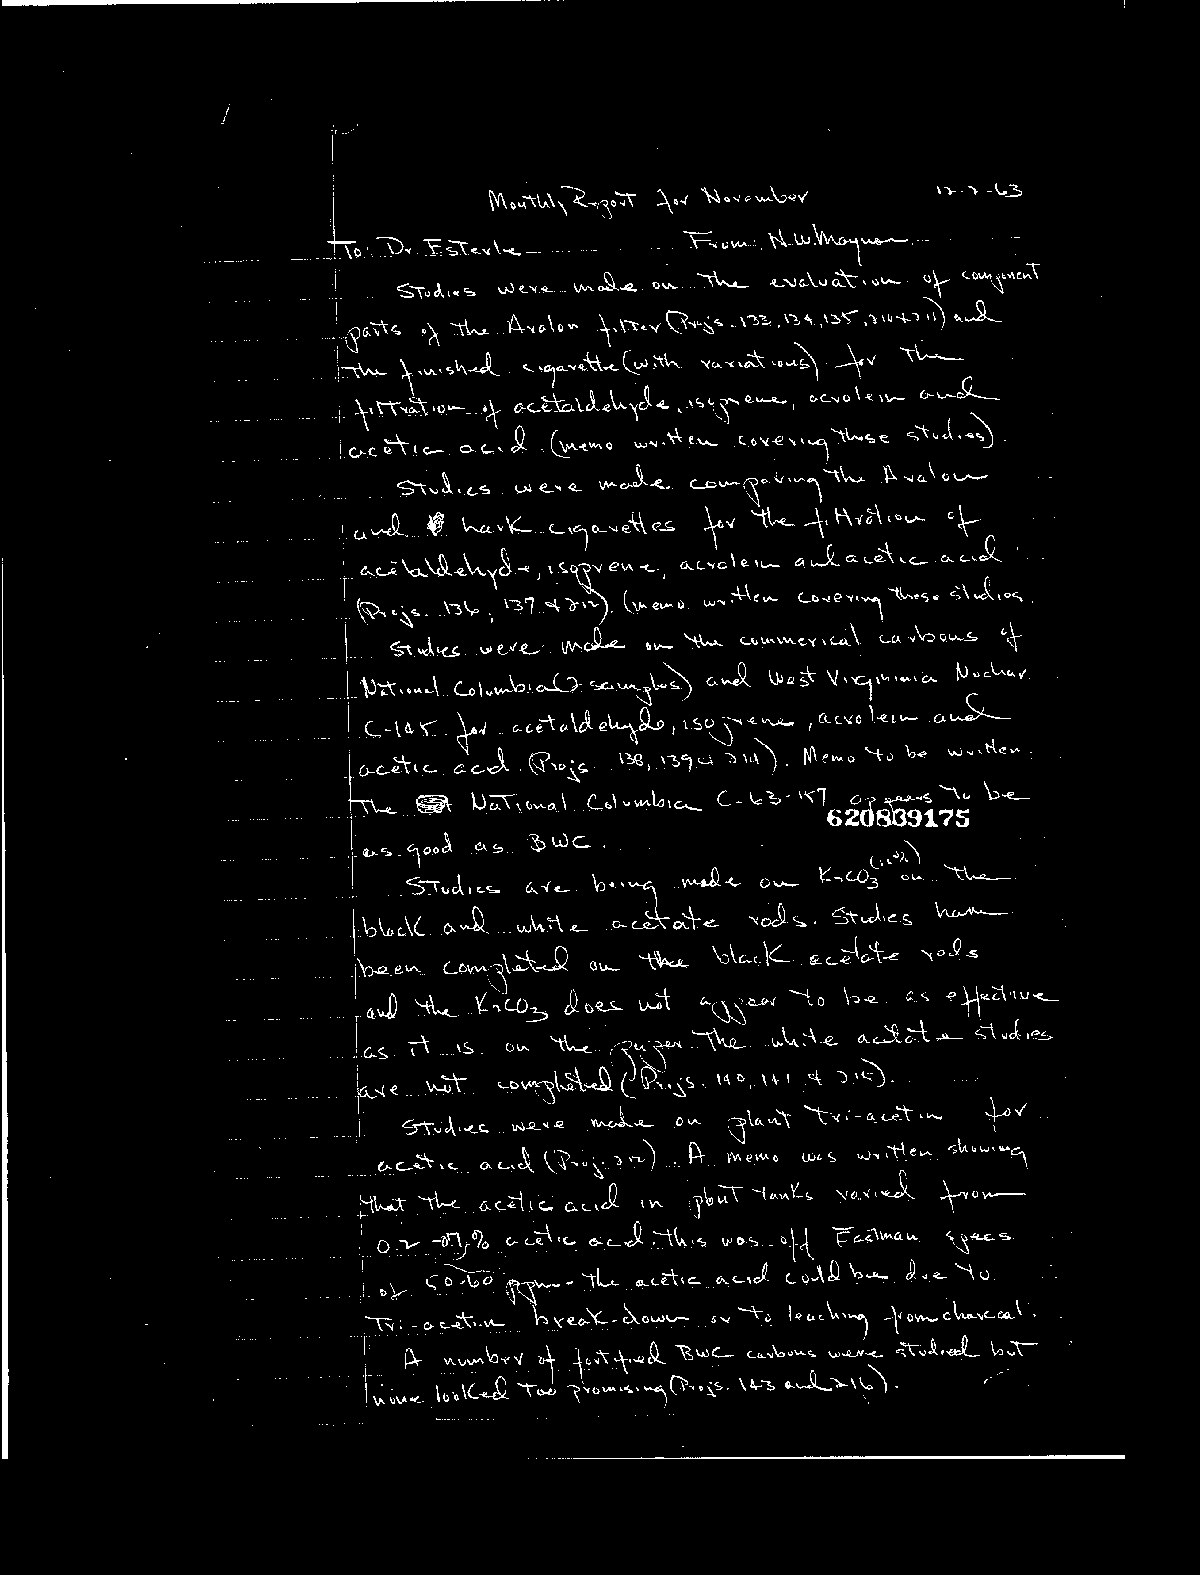 Monthly Report for November 12-2-63
To: Dr. Esterle From: N.W. Maynor
Studies were made on the evaluation of component
parts of the Avalon filter (Projs. 133, 134, 135, 210 & 211) and
the finished cigarette (with variations) for the
filtration of acetaldehyde, isoprene, acrolein and
acetic acid. (memo written covering these studies).
Studies were made comparing the Avalon
and Lark cigarettes for the filtration of
acetaldehyde, isoprene, acrolein and acetic acid
(Projs. 136, 137 & 212). (memo written covering these studies.
Studies were made on the commerical carbons of
National Columbia (2 samples) and West Virginia Nuchar
C-145 for acetaldehyde, isoprene, acrolein and
acetic acid (Projs. 138, 139 & 214). Memo to be written.
The National Columbia C-63-157 appears to be
620839175
as good as BWC.
Studies are being made on K2CO3 (10%) on the
black and white acetate rods. Studies have
been completed on the black acetate rods
and the K2CO3 does not appear to be as effective
as it is on the paper. The white acetate studies
are not completed (Projs. 140, 141 & 215).
Studies were made on plant Tri-acetin for
acetic acid (Proj. 212). A memo was written showing
that the acetic acid in plant tanks varied from
0.2 % acetic acid. This was off Eastman specs
of 50-60 ppm. The acetic acid could be due to
Tri-acetin break-down or to leaching from charcoal.
A number of fortified BWC carbons were studied but
none looked too promising (Projs. 143 and 216).